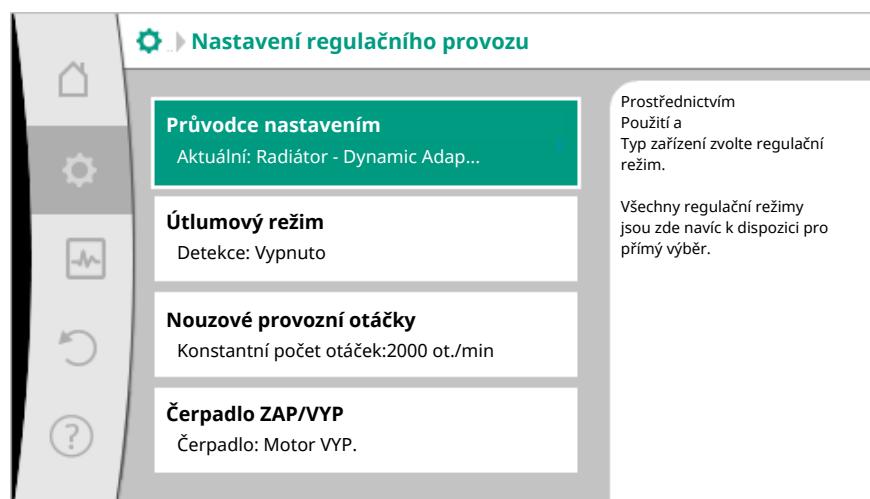 Nastavení regulačního provozu
Průvodce nastavením
Aktuální: Radiátor - Dynamic Adap...
Útlumový režim
Detekce: Vypnuto
Nouzové provozní otáčky
Konstantní počet otáček:2000 ot./min
Čerpadlo ZAP/VYP
Čerpadlo: Motor VYP.
Prostřednictvím
Použití a
Typ zařízení zvolte regulační
režim.
Všechny regulační režimy
jsou zde navíc k dispozici pro
přímý výběr.